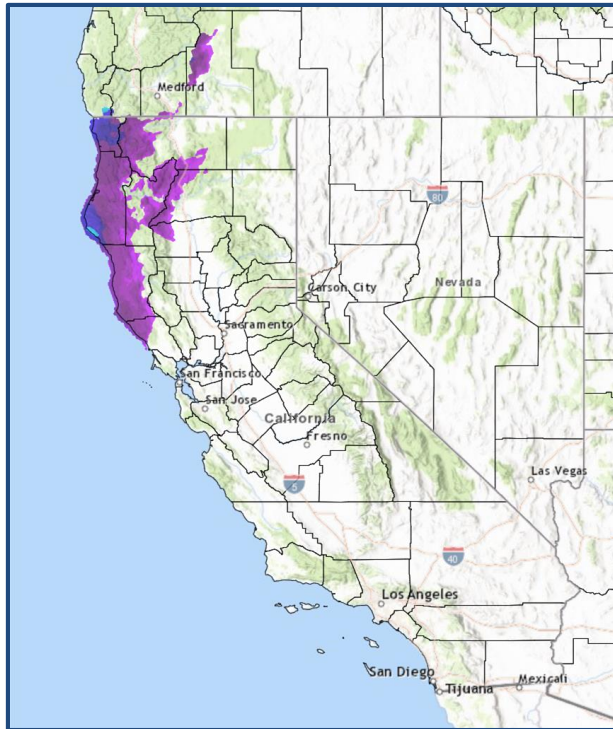 Medford
80
Nevada
Carson City
Sacramento
San Francisco
San Jose
California
Fresno
Las Vegas
5
40
Los Angeles
San Diego
Tijuana
Mexicali